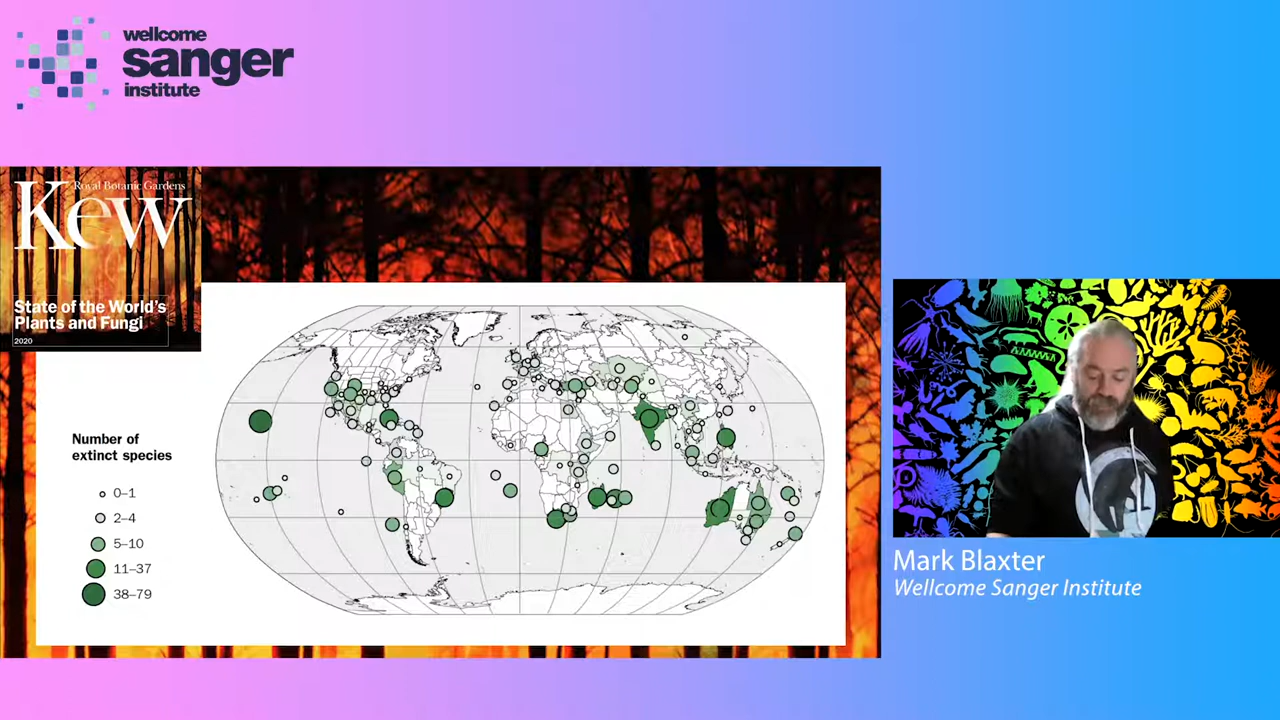 wellcome
sanger
institute
Royal Botanic Gardens
Kew
State of the World's
Plants and Fungi
2020
Number of
extinct species
0–1
2–4
5–10
11–37
38–79
Mark Blaxter
Wellcome Sanger Institute